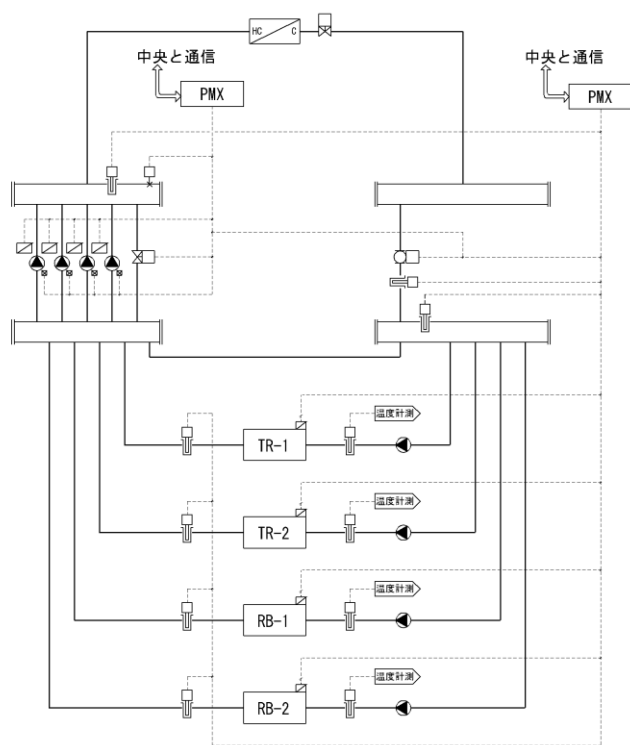 HC C
中央と通信
中央と通信
PMX
PMX
温度計測
TR-1
温度計測
TR-2
温度計測
RB-1
温度計測
RB-2